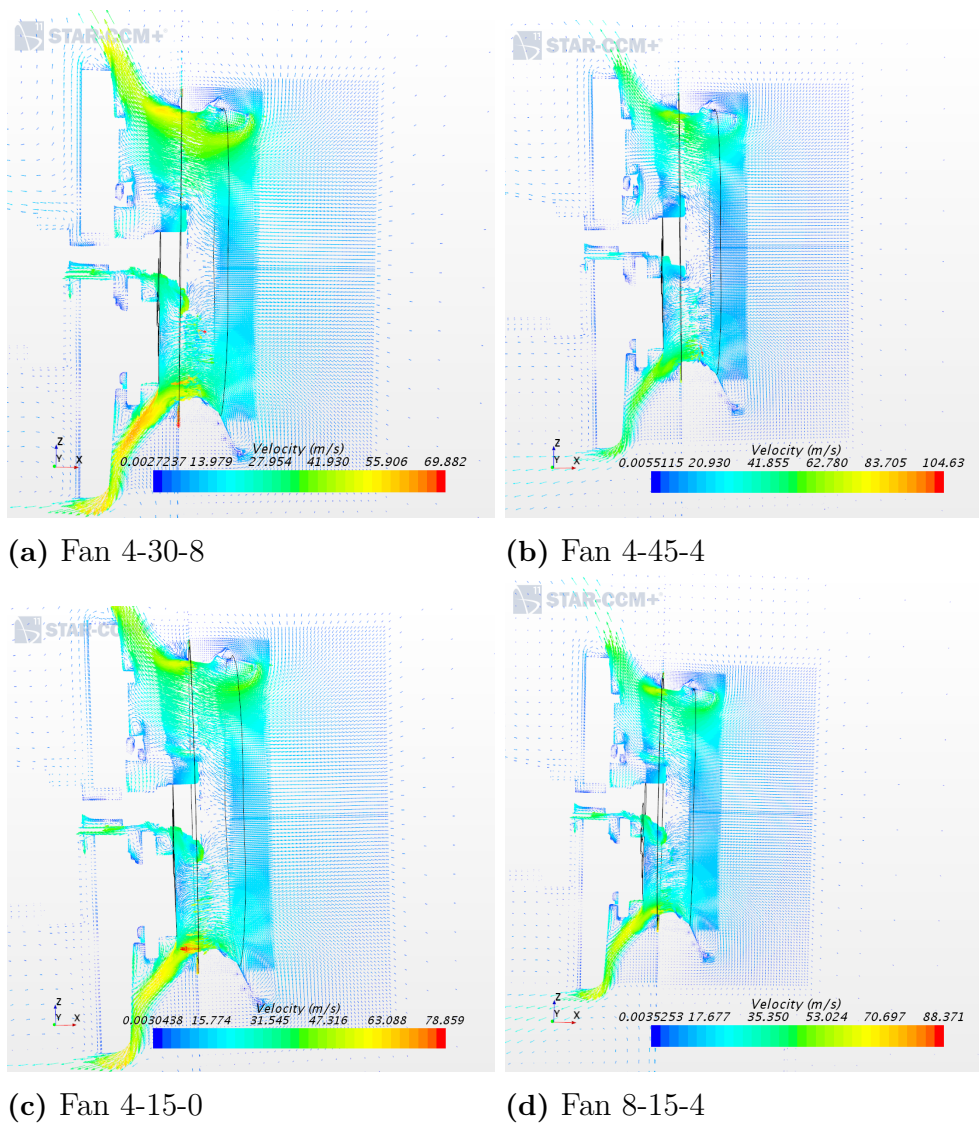 STAR-CCM+
Z
Y X
Velocity (m/s)
0.0027237 13.979 27.954 41.930 55.906 69.882
(a) Fan 4-30-8
STAR-CCM+
Z
Y X
Velocity (m/s)
0.0055115 20.930 41.855 62.780 83.705 104.63
(b) Fan 4-45-4
STAR-CCM+
Z
Y X
Velocity (m/s)
0.0030438 15.774 31.545 47.316 63.088 78.859
(c) Fan 4-15-0
STAR-CCM+
Z
Y X
Velocity (m/s)
0.0035253 17.677 35.350 53.024 70.697 88.371
(d) Fan 8-15-4